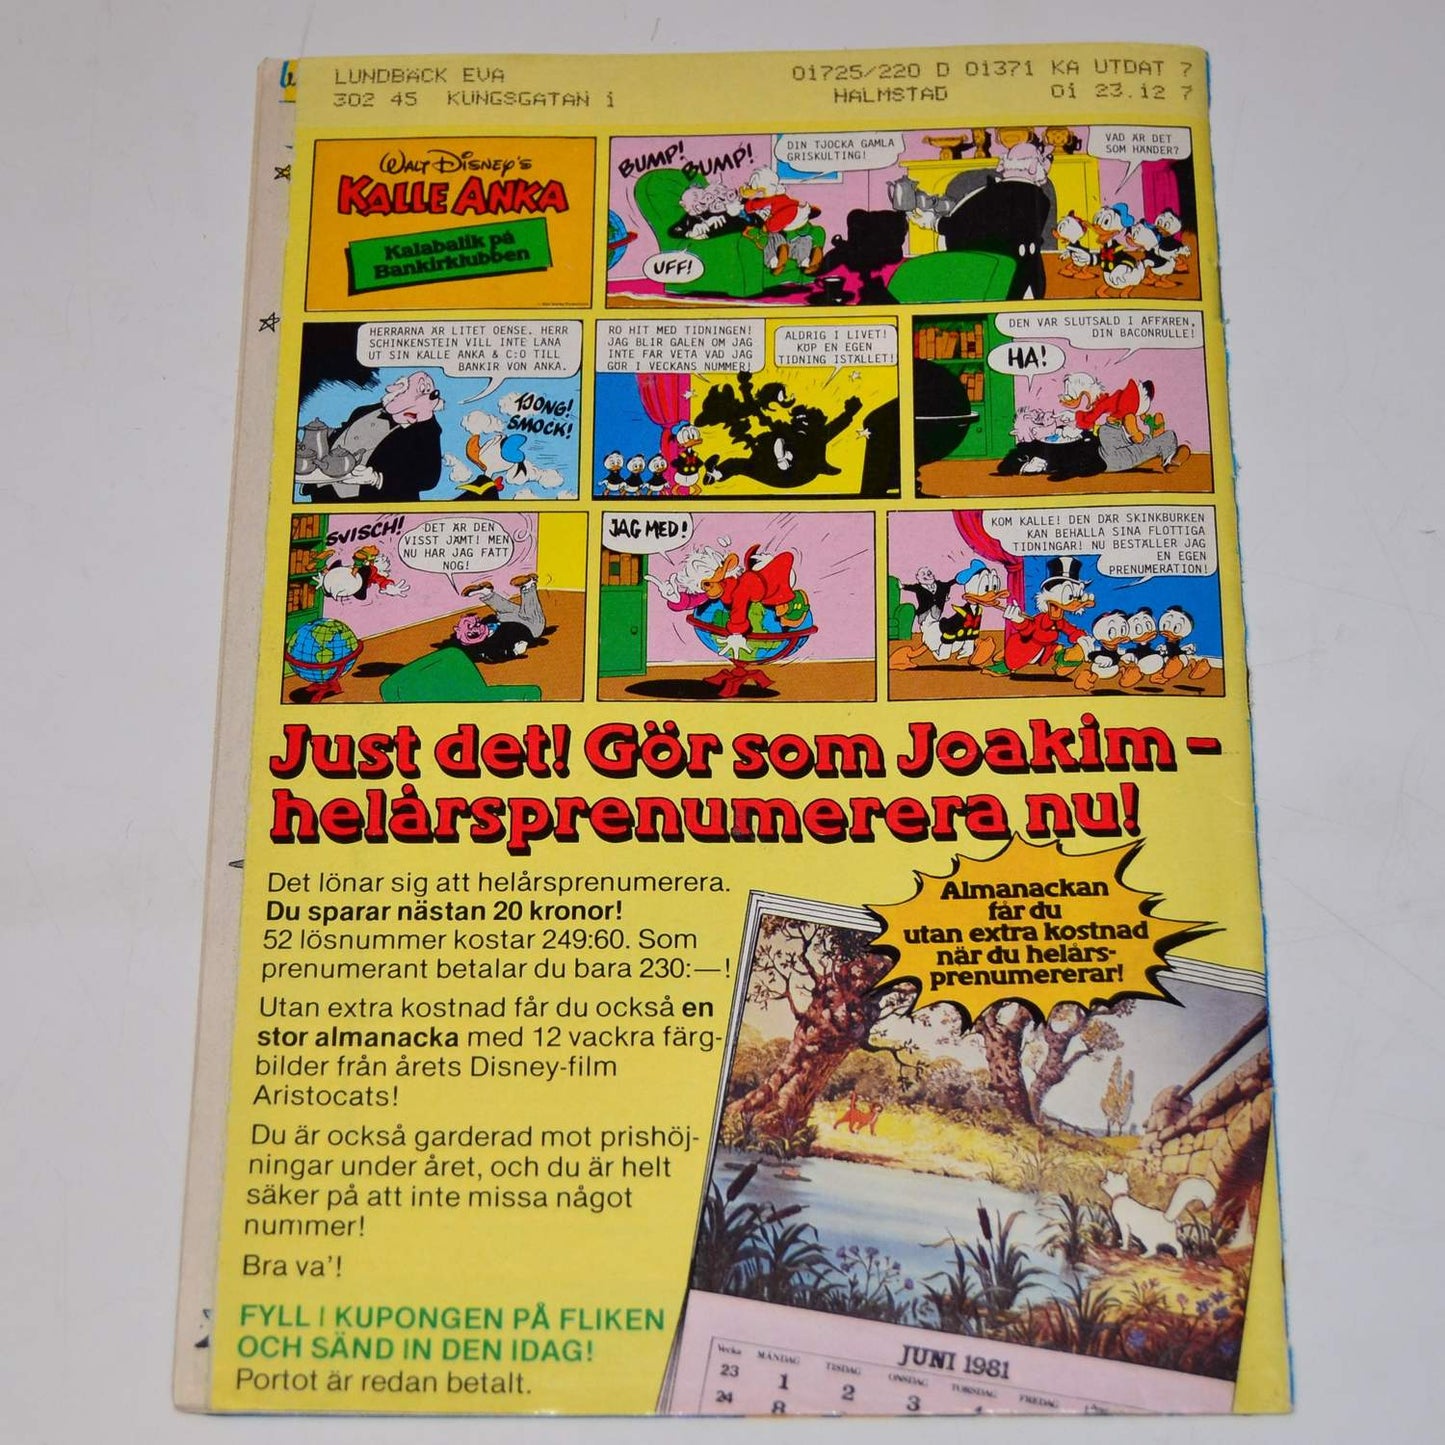 LUNDBÄCK EVA
01725/220 D 01371 KA UTDAT 7
302 45 KUNGSGATAN 1
HALMSTAD 01 23.12 7
WALT DISNEY'S
KALLE ANKA
Kalabalik på
Bankirklubben
BUMP!
BUMP!
DIN TJOCKA GAMLA
GRISKULTING!
UFF!
VAD ÄR DET
SOM HÄNDER?
HERRARNA ÄR LITET OENSE. HERR
SCHINKENSTEIN VILL INTE LÅNA
UT SIN KALLE ANKA & C:O TILL
BANKIR VON ANKA.
TJONG!
SMOCK!
RO HIT MED TIDNINGEN!
JAG BLIR GALEN OM JAG
INTE FÅR VETA VAD JAG
GÖR I VECKANS NUMMER!
ALDRIG I LIVET!
KÖP EN EGEN
TIDNING ISTÄLLET!
DEN VAR SLUTSÅLD I AFFÄREN,
DIN BACONRULLE!
HA!
SVISCH!
DET ÄR DEN
VISST JÄMT! MEN
NU HAR JAG FÅTT
NOG!
JAG MED!
KOM KALLE! DEN DÄR SKINKBURKEN
KAN BEHÅLLA SINA FLOTTIGA
TIDNINGAR! NU BESTÄLLER JAG
EN EGEN
PRENUMERATION!
Just det! Gör som Joakim –
helårsprenumerera nu!
Det lönar sig att helårsprenumerera.
Du sparar nästan 20 kronor!
52 lösnummer kostar 249:60. Som
prenumerant betalar du bara 230:—!
Utan extra kostnad får du också en
stor almanacka med 12 vackra färg-
bilder från årets Disney-film
Aristocats!
Du är också garderad mot prishöj-
ningar under året, och du är helt
säker på att inte missa något
nummer!
Bra va'!
FYLL I KUPONGEN PÅ FLIKEN
OCH SÄND IN DEN IDAG!
Portot är redan betalt.
Almanackan
får du
utan extra kostnad
när du helårs-
prenumererar!
JUNI 1981
Vecka MÅNDAG TISDAG ONSDAG TORSDAG FREDAG
23 1 2 3
24 8